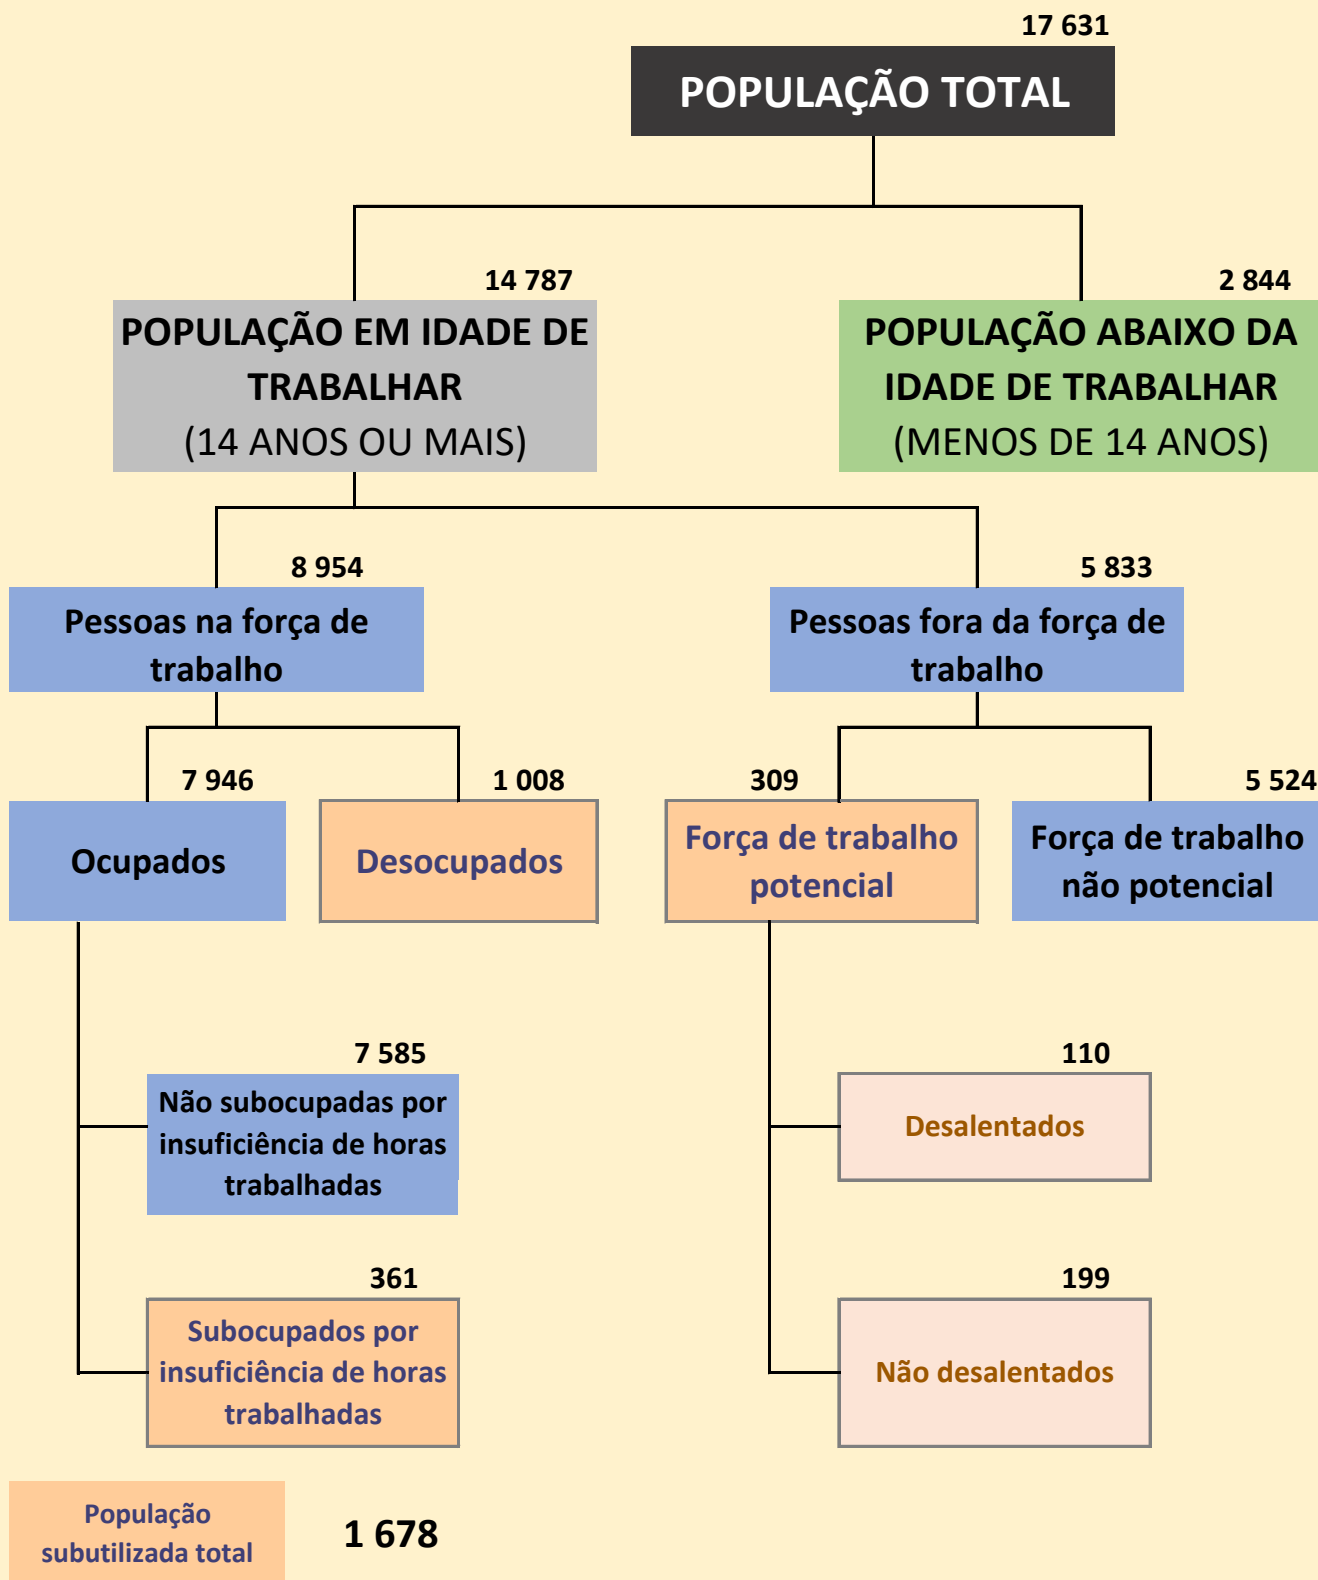 17 631
POPULAÇÃO TOTAL
14 787
POPULAÇÃO EM IDADE DE
TRABALHAR
(14 ANOS OU MAIS)
2 844
POPULAÇÃO ABAIXO DA
IDADE DE TRABALHAR
(MENOS DE 14 ANOS)
8 954
Pessoas na força de
trabalho
5 833
Pessoas fora da força de
trabalho
7 946
Ocupados
1 008
Desocupados
309
Força de trabalho
potencial
5 524
Força de trabalho
não potencial
7 585
Não subocupadas por
insuficiência de horas
trabalhadas
110
Desalentados
361
Subocupados por
insuficiência de horas
trabalhadas
199
Não desalentados
População
subutilizada total
1 678